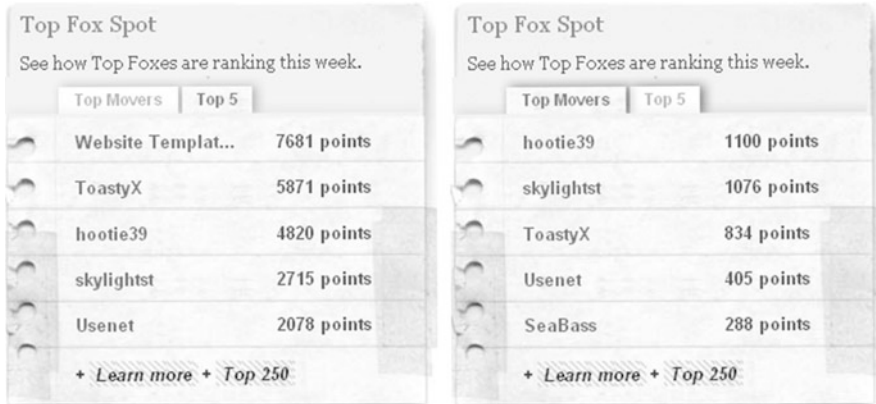 Top Fox Spot
See how Top Foxes are ranking this week.
Top Movers Top 5
Website Templat... 7681 points
ToastyX 5871 points
hootie39 4820 points
skylightst 2715 points
Usenet 2078 points
+ Learn more + Top 250
Top Fox Spot
See how Top Foxes are ranking this week.
Top Movers Top 5
hootie39 1100 points
skylightst 1076 points
ToastyX 834 points
Usenet 405 points
SeaBass 288 points
+ Learn more + Top 250